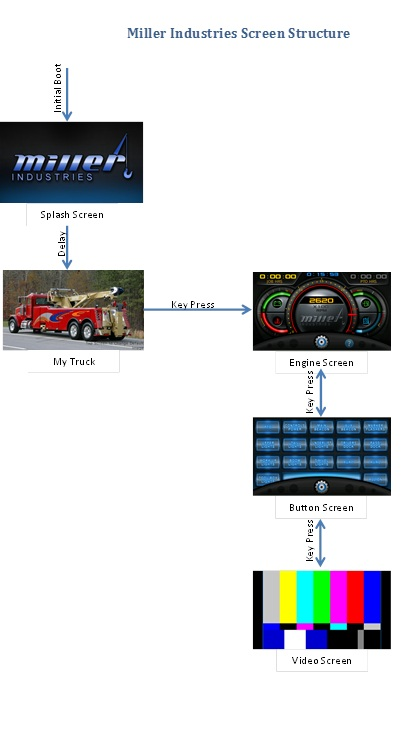 Miller Industries Screen Structure
Initial Boot
miller
INDUSTRIES
Splash Screen
Delay
My Truck
Key Press
2620
miller
Engine Screen
Key Press
Button Screen
Key Press
Video Screen